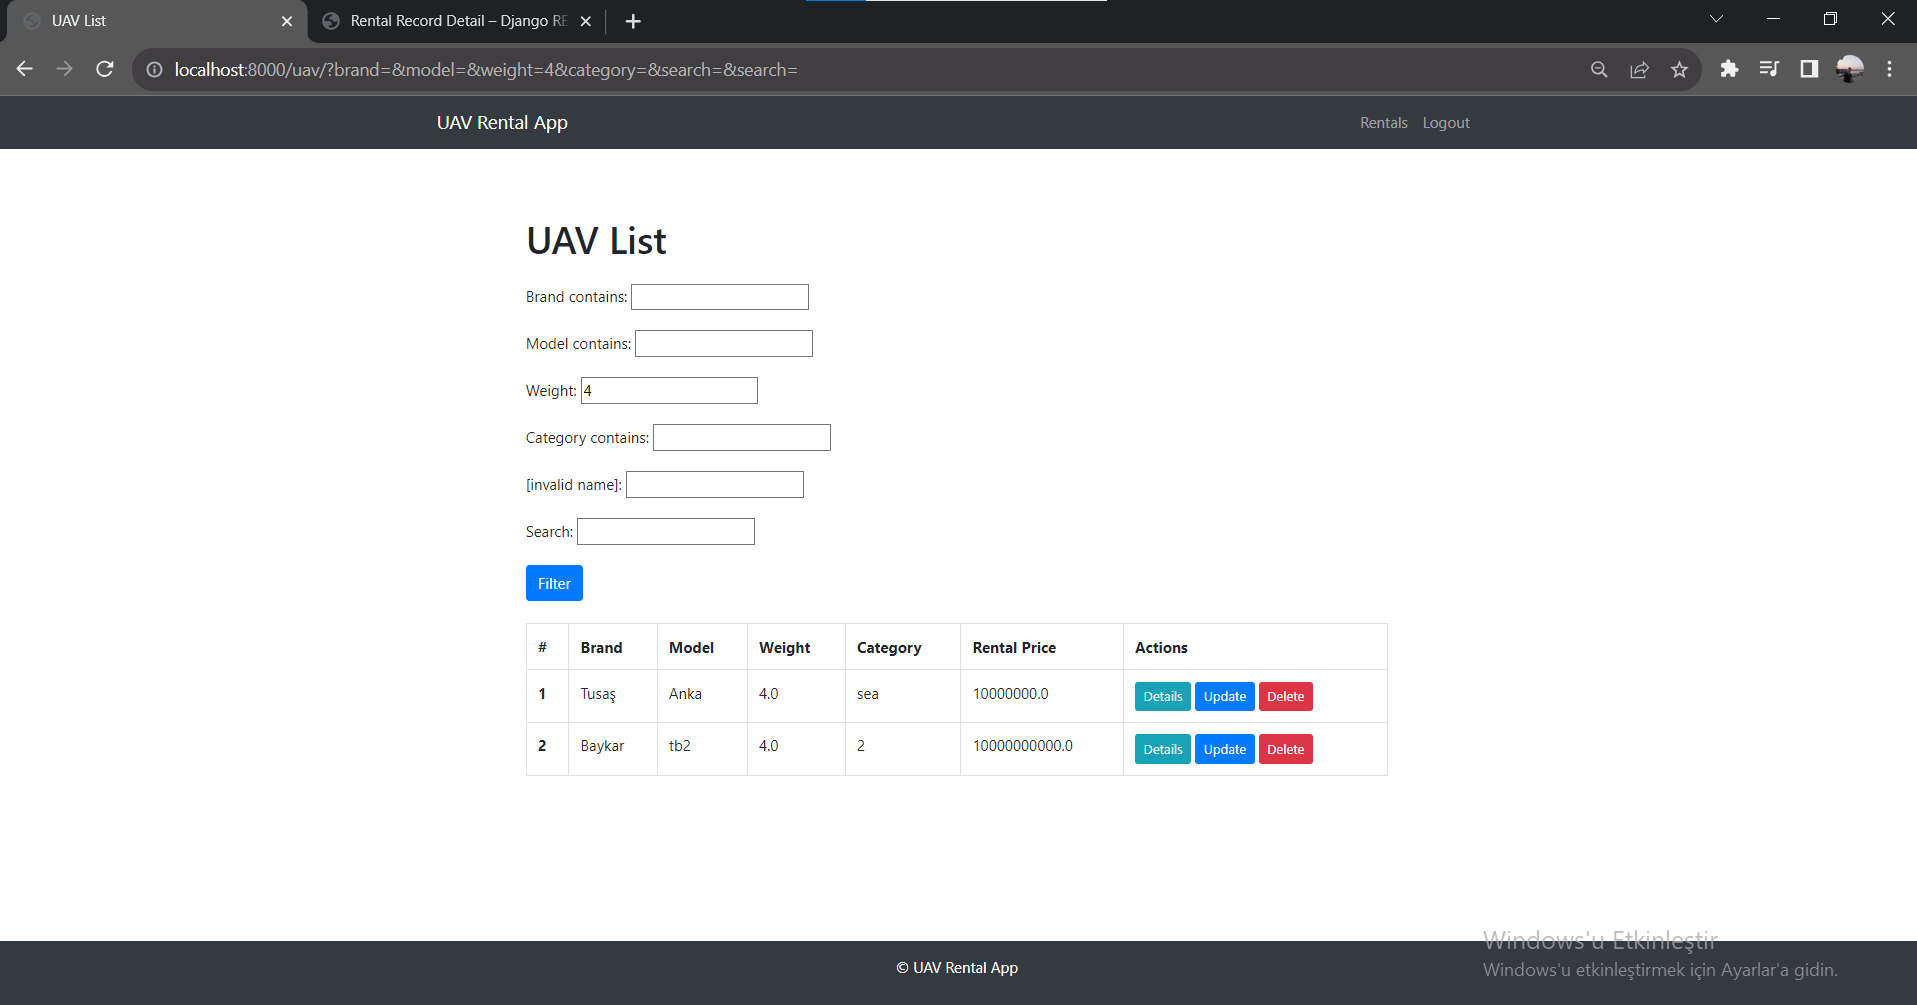 UAV List
Rental Record Detail – Django RE
localhost:8000/uav/?brand=&model=&weight=4&category=&search=&search=
UAV Rental App
Rentals Logout
UAV List
Brand contains:
Model contains:
Weight: 4
Category contains:
[invalid name]:
Search:
Filter
# Brand Model Weight Category Rental Price Actions
1 Tusaş Anka 4.0 sea 10000000.0 Details Update Delete
2 Baykar tb2 4.0 2 10000000000.0 Details Update Delete
Windows'u Etkinleştir
© UAV Rental App
Windows'u etkinleştirmek için Ayarlar'a gidin.